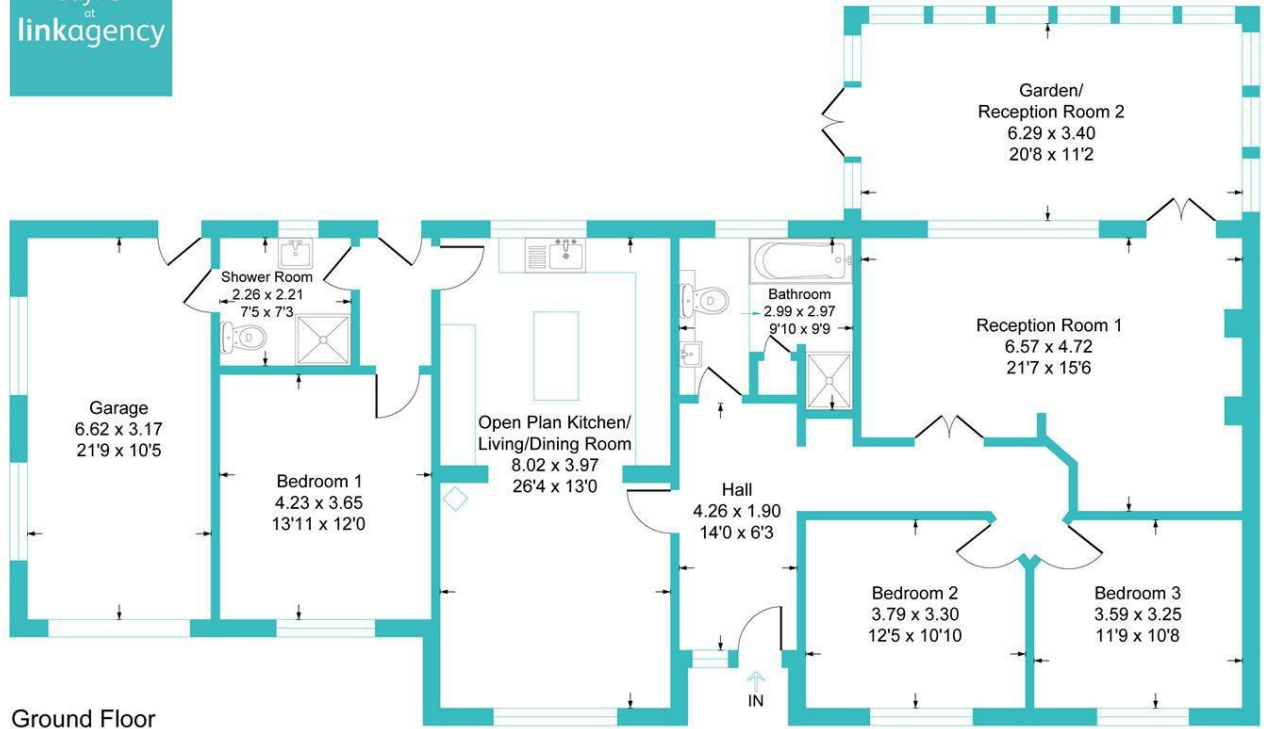 at
linkagency
Garden/
Reception Room 2
6.29 x 3.40
20'8 x 11'2
Shower Room
2.26 x 2.21
7'5 x 7'3
Bathroom
2.99 x 2.97
9'10 x 9'9
Reception Room 1
6.57 x 4.72
21'7 x 15'6
Garage
6.62 x 3.17
21'9 x 10'5
Open Plan Kitchen/
Living/Dining Room
8.02 x 3.97
26'4 x 13'0
Bedroom 1
4.23 x 3.65
13'11 x 12'0
Hall
4.26 x 1.90
14'0 x 6'3
Bedroom 2
3.79 x 3.30
12'5 x 10'10
Bedroom 3
3.59 x 3.25
11'9 x 10'8
IN
Ground Floor